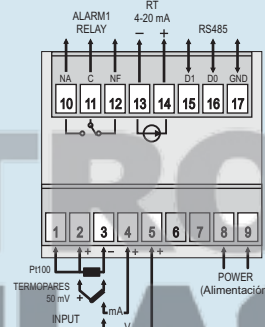 ALARM1 RT RS485
RELAY 4-20 mA
− +
NA C NF D1 D0 GND
10 11 12 13 14 15 16 17
1 2 3 4 5 6 7 8 9
+ − + +
Pt100 POWER
TERMOPARES (Alimentación
50 mV + mA
INPUT V